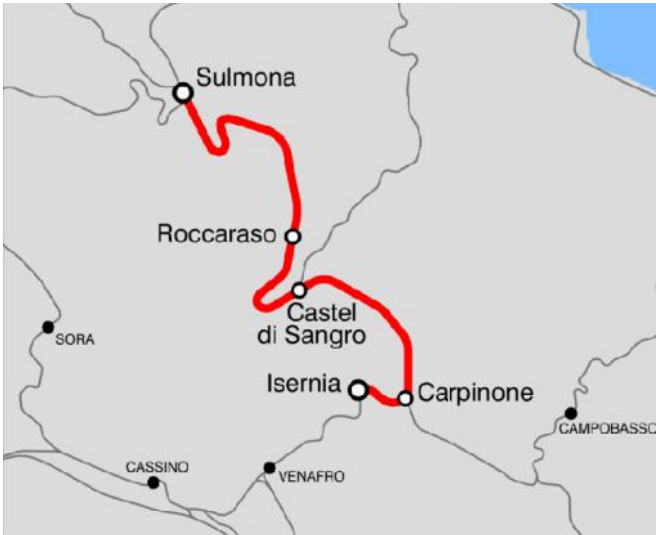 Sulmona
Roccaraso
Castel
di Sangro
SORA
Isernia
Carpinone
CAMPOBASSO
CASSINO
VENAFRO